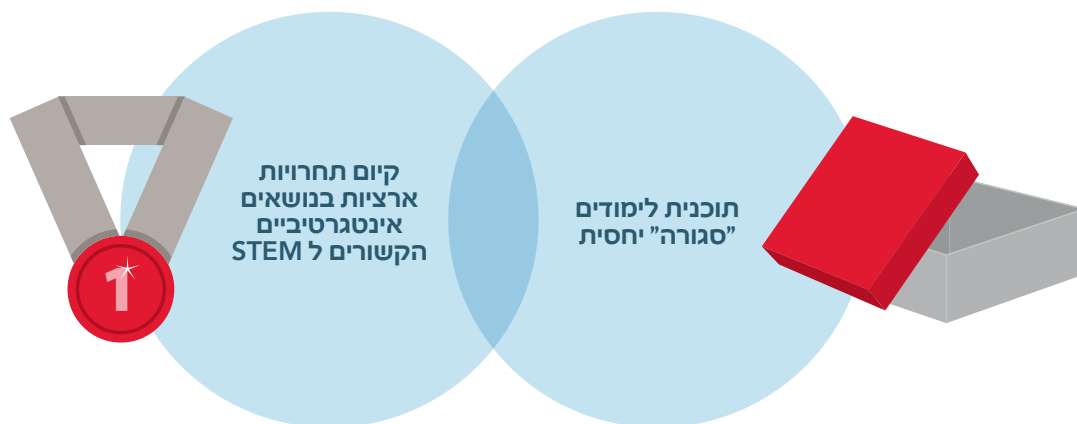 תוכנית לימודים
"סגורה" יחסית
קיום תחרויות
ארציות בנושאים
אינטגרטיביים
הקשורים ל STEM
1